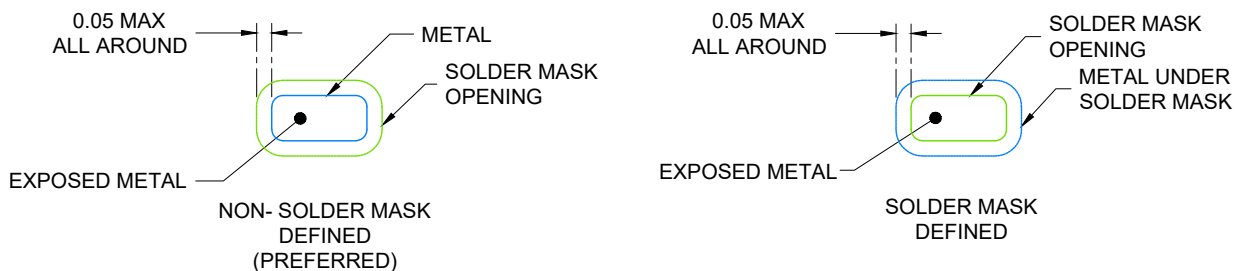 0.05 MAX
ALL AROUND
METAL
SOLDER MASK
OPENING
EXPOSED METAL
NON- SOLDER MASK
DEFINED
(PREFERRED)
0.05 MAX
ALL AROUND
SOLDER MASK
OPENING
METAL UNDER
SOLDER MASK
EXPOSED METAL
SOLDER MASK
DEFINED